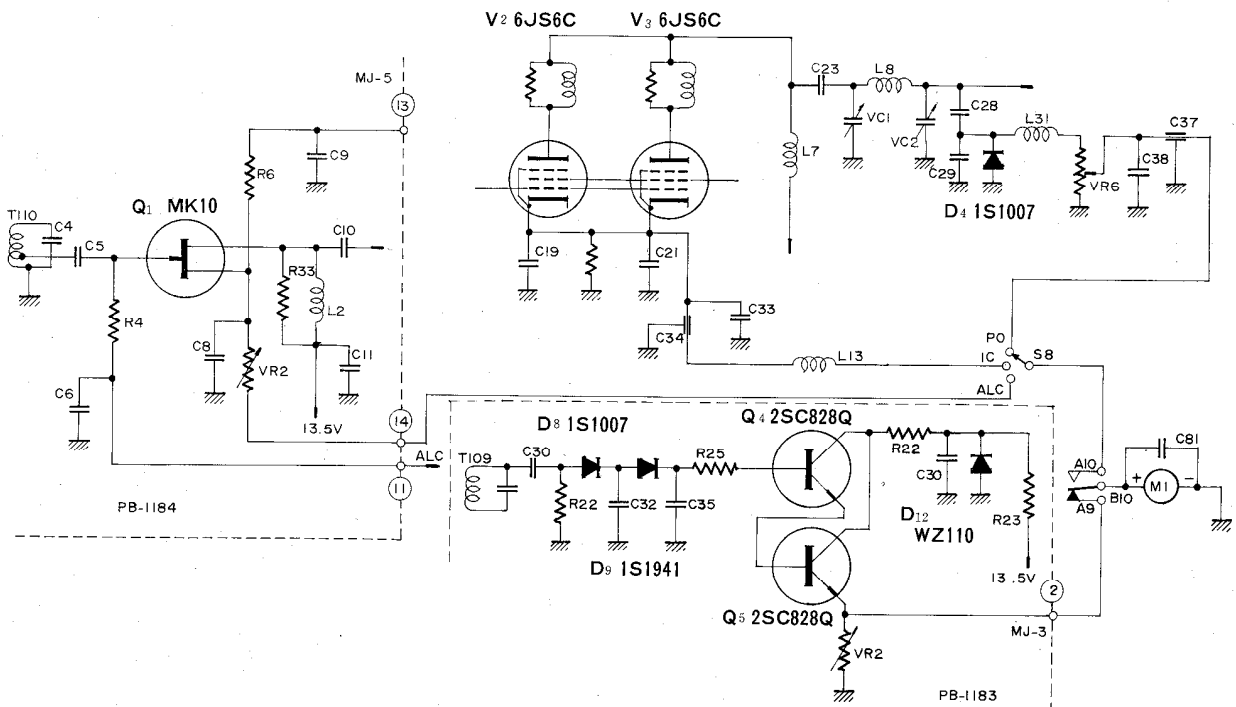 V2 6JS6C
V3 6JS6C
MJ-5
13
C23
L8
C28
L31
C37
VC1
VC2
C29
C38
VR6
D4 1S1007
L7
C9
R6
Q1 MK10
T110
C4
C5
C10
R33
L2
R4
C8
VR2
C11
C6
13.5V
14
ALC
11
PB-1184
C19
C21
C34
C33
L13
PO
IC
S8
ALC
D8 1S1007
Q4 2SC828Q
T109
C30
R25
R22
C32
C35
D9 1S1941
R22
C30
D12
WZ110
R23
13.5V
Q5 2SC828Q
VR2
2
MJ-3
PB-1183
A10
B10
A9
C81
+ M1 -